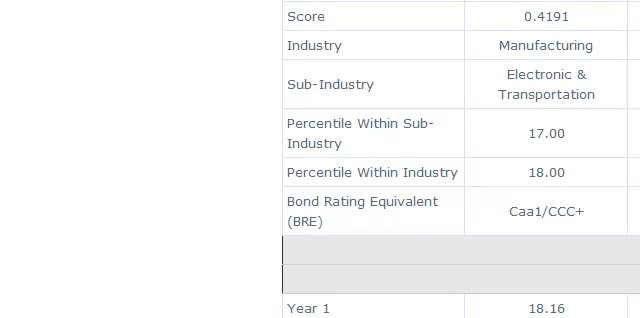 Score 0.4191
Industry Manufacturing
Sub-Industry Electronic &
Transportation
Percentile Within Sub-
Industry 17.00
Percentile Within Industry 18.00
Bond Rating Equivalent
(BRE) Caa1/CCC+
Year 1 18.16